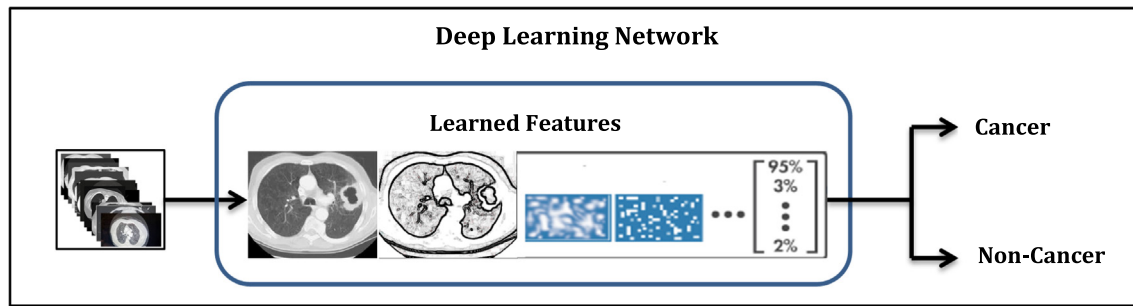 Deep Learning Network
Learned Features
95%
3%
2%
Cancer
Non-Cancer